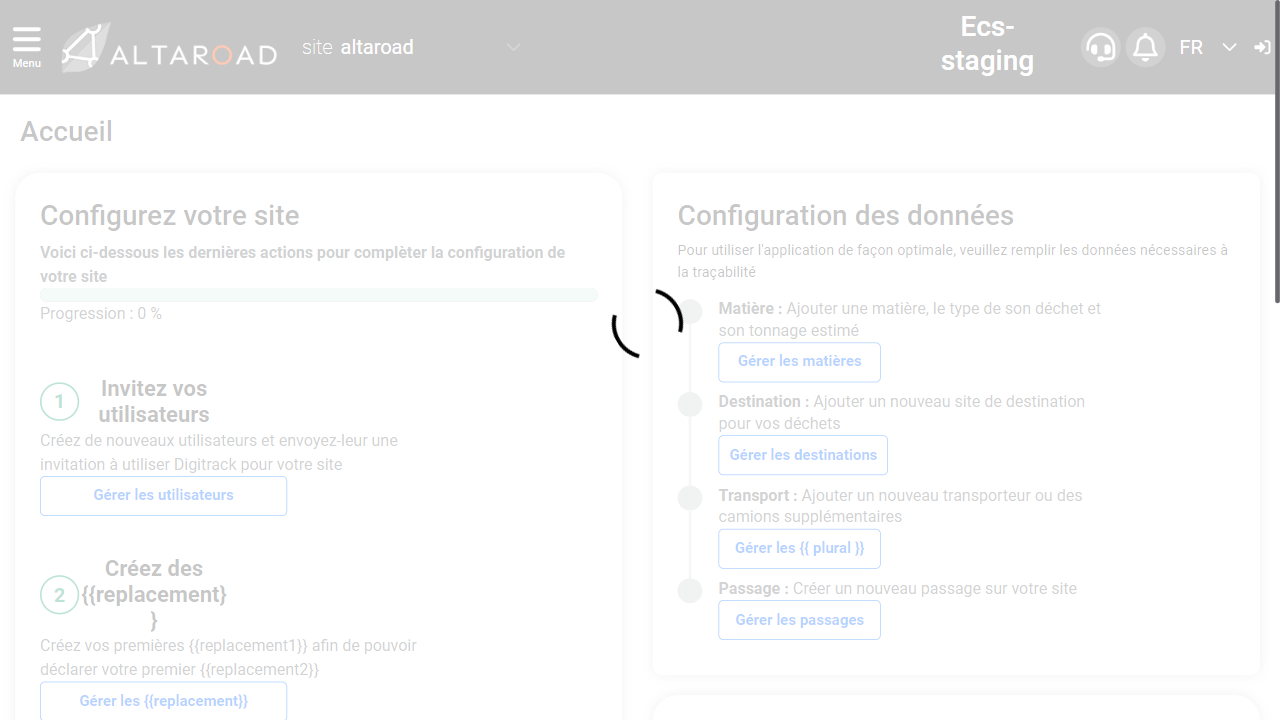 Menu
ALTAROAD
site altaroad
Ecs-
staging
FR
Accueil
Configurez votre site
Voici ci-dessous les dernières actions pour complèter la configuration de
votre site
Progression : 0 %
1
Invitez vos
utilisateurs
Créez de nouveaux utilisateurs et envoyez-leur une
invitation à utiliser Digitrack pour votre site
Gérer les utilisateurs
2
Créez des
{{replacement}
}
Créez vos premières {{replacement1}} afin de pouvoir
déclarer votre premier {{replacement2}}
Gérer les {{replacement}}
Configuration des données
Pour utiliser l'application de façon optimale, veuillez remplir les données nécessaires à
la traçabilité
Matière : Ajouter une matière, le type de son déchet et
son tonnage estimé
Gérer les matières
Destination : Ajouter un nouveau site de destination
pour vos déchets
Gérer les destinations
Transport : Ajouter un nouveau transporteur ou des
camions supplémentaires
Gérer les {{ plural }}
Passage : Créer un nouveau passage sur votre site
Gérer les passages